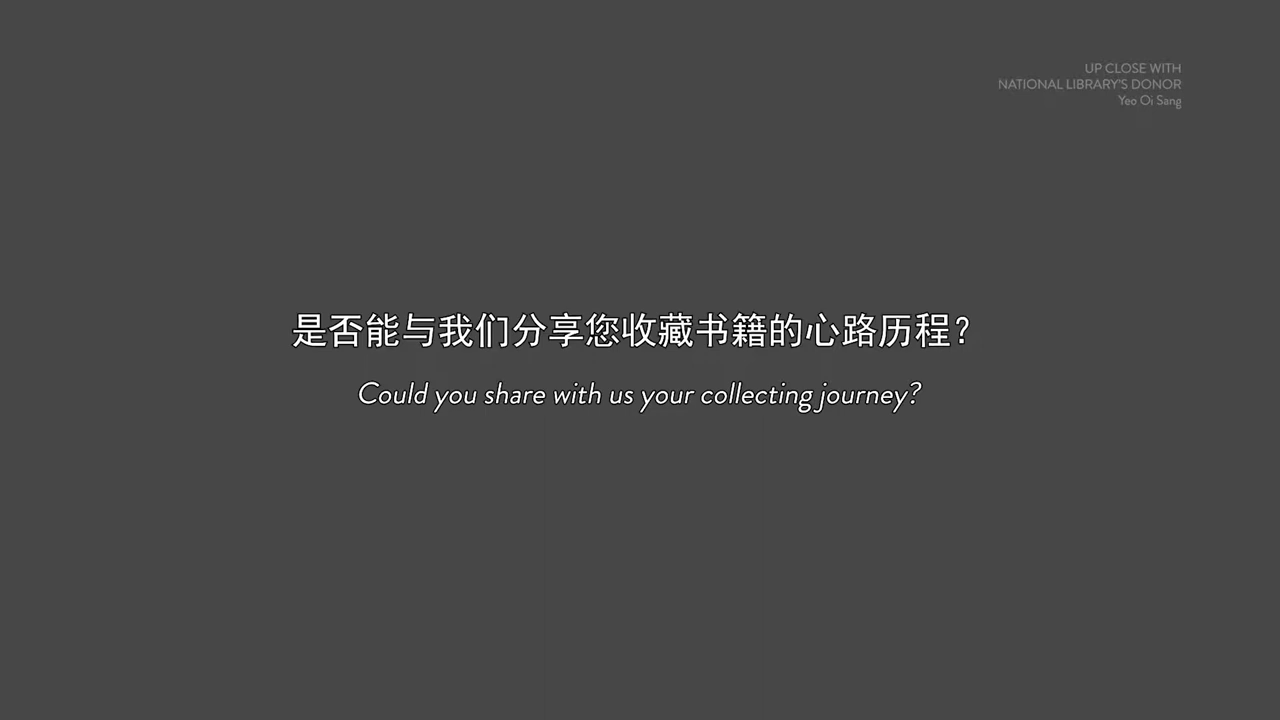 UP CLOSE WITH
NATIONAL LIBRARY'S DONOR
Yeo Oi Sang
是否能与我们分享您收藏书籍的心路历程?
Could you share with us your collecting journey?